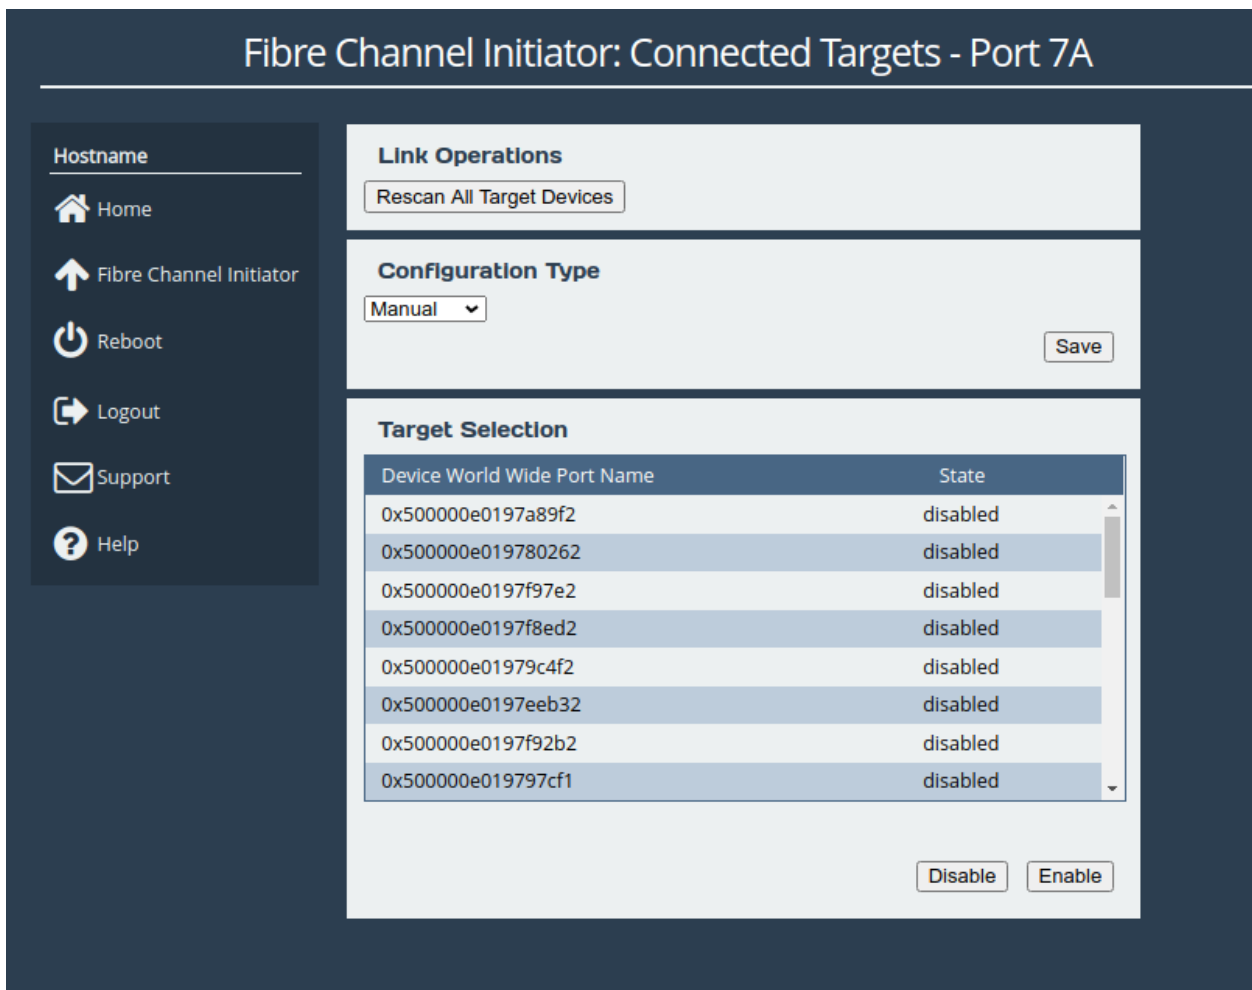 Fibre Channel Initiator: Connected Targets - Port 7A
Hostname
Home
Fibre Channel Initiator
Reboot
Logout
Support
Help
Link Operations
Rescan All Target Devices
Configuration Type
Manual
Save
Target Selection
Device World Wide Port Name State
0x500000e0197a89f2 disabled
0x500000e019780262 disabled
0x500000e0197f97e2 disabled
0x500000e0197f8ed2 disabled
0x500000e01979c4f2 disabled
0x500000e0197eeb32 disabled
0x500000e0197f92b2 disabled
0x500000e019797cf1 disabled
Disable Enable